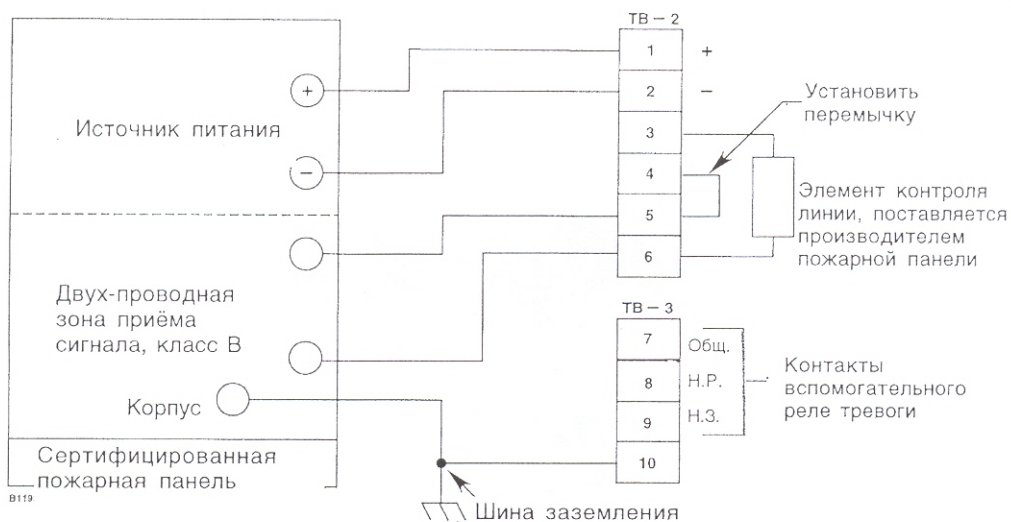 ТВ – 2
1 +
2 –
3
4
5
6
Установить
перемычку
Элемент контроля
линии, поставляется
производителем
пожарной панели
+
Источник питания
–
Двух-проводная
зона приёма
сигнала, класс В
Корпус
Сертифицированная
пожарная панель
B119
ТВ – 3
7 Общ.
8 Н.Р.
9 Н.З.
10
Контакты
вспомогательного
реле тревоги
Шина заземления